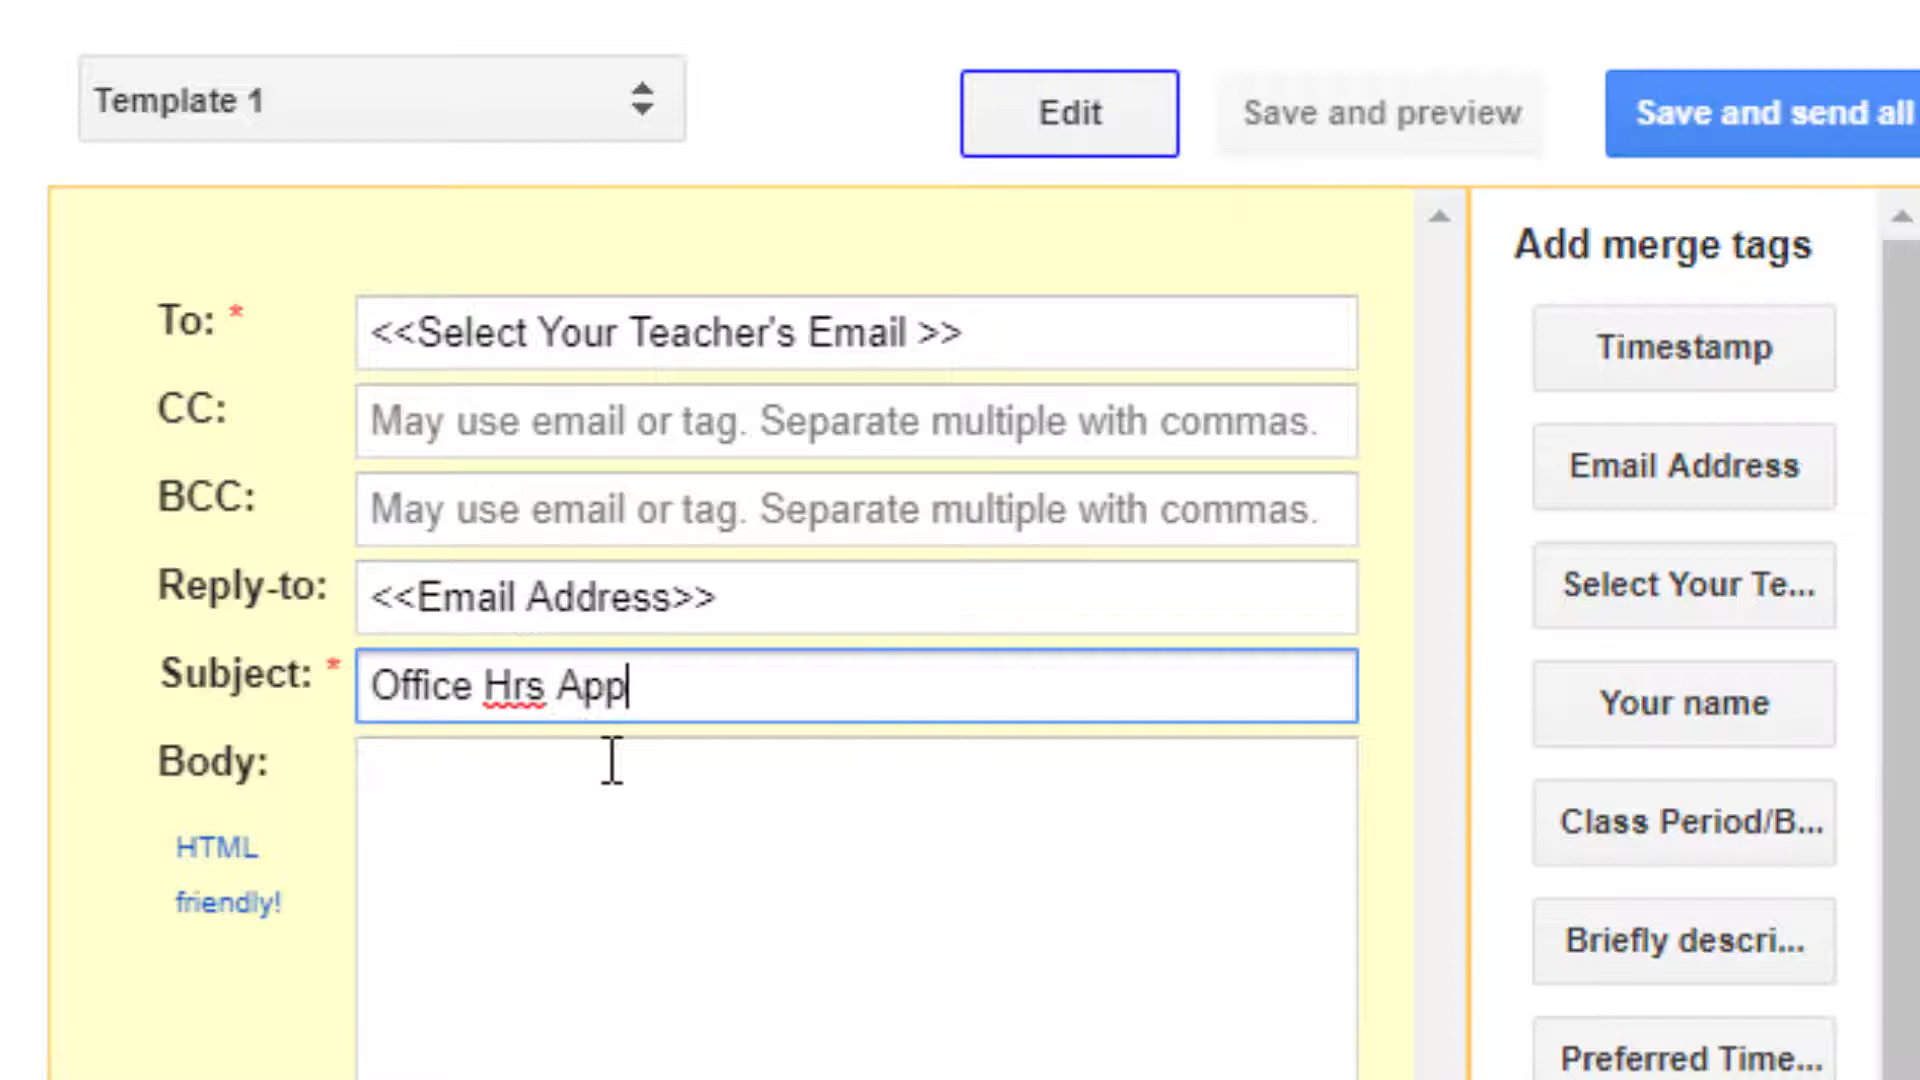 Template 1
Edit
Save and preview
Save and send all
To: *
<<Select Your Teacher's Email >>
CC:
May use email or tag. Separate multiple with commas.
BCC:
May use email or tag. Separate multiple with commas.
Reply-to:
<<Email Address>>
Subject: *
Office Hrs App
Body:
HTML
friendly!
Add merge tags
Timestamp
Email Address
Select Your Te...
Your name
Class Period/B...
Briefly descri...
Preferred Time...